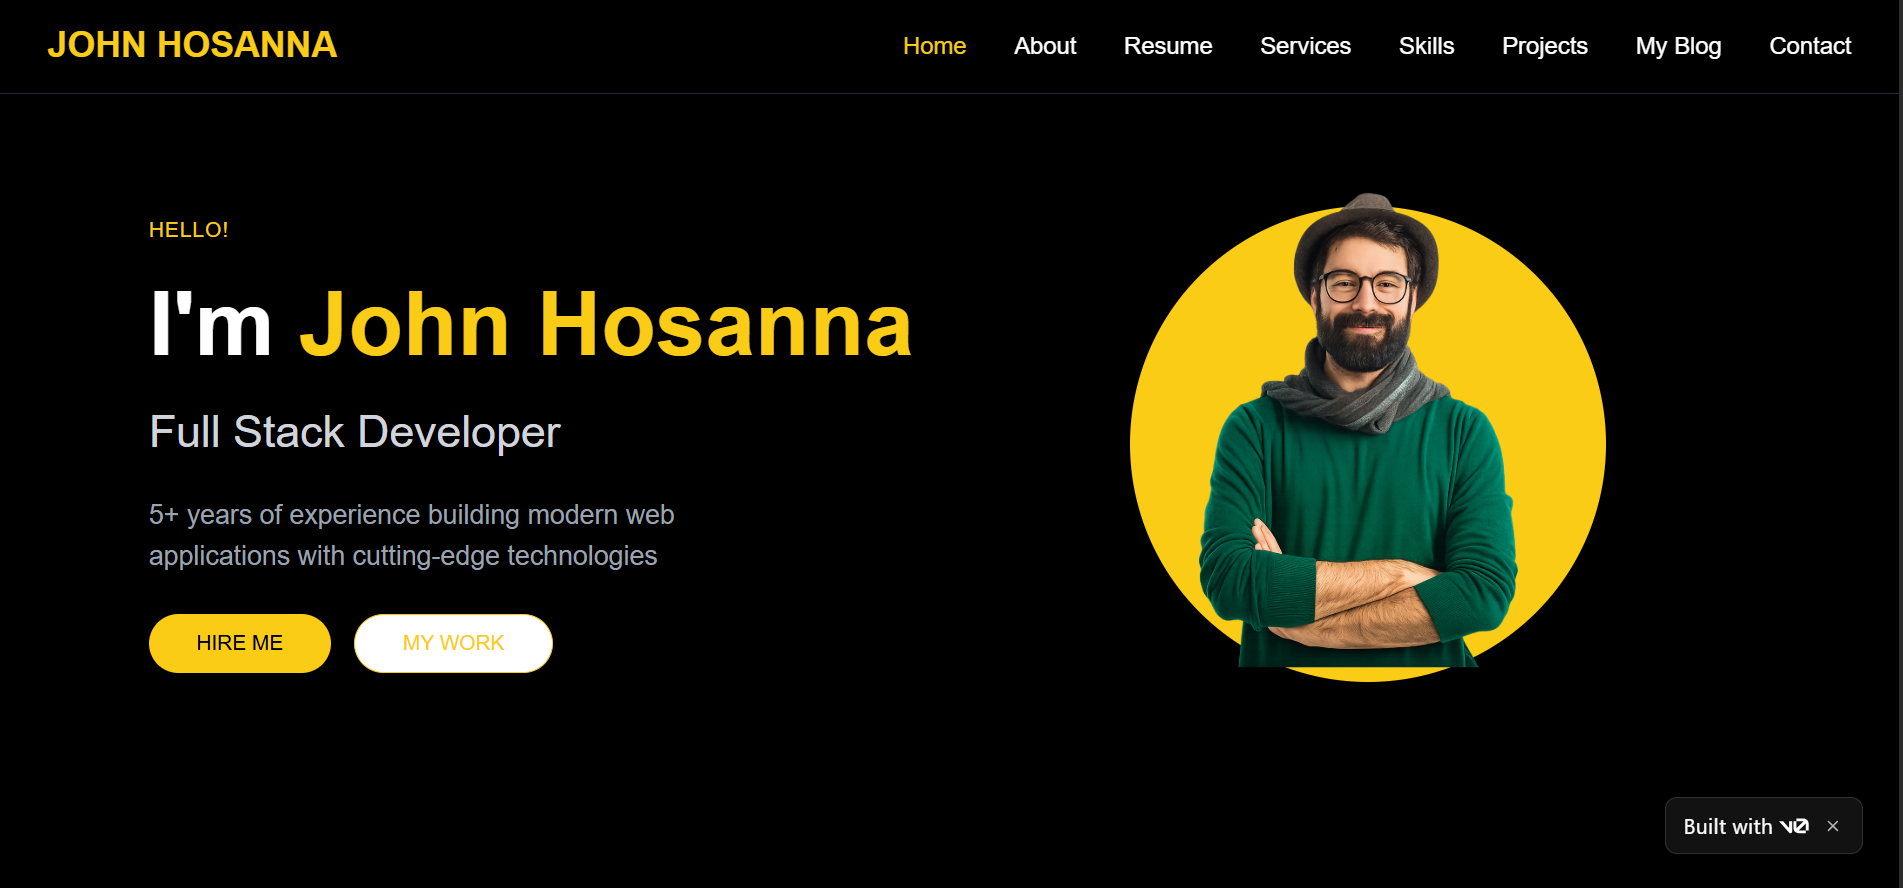 JOHN HOSANNA
Home About Resume Services Skills Projects My Blog Contact
HELLO!
I'm John Hosanna
Full Stack Developer
5+ years of experience building modern web
applications with cutting-edge technologies
HIRE ME MY WORK
Built with v0 ×